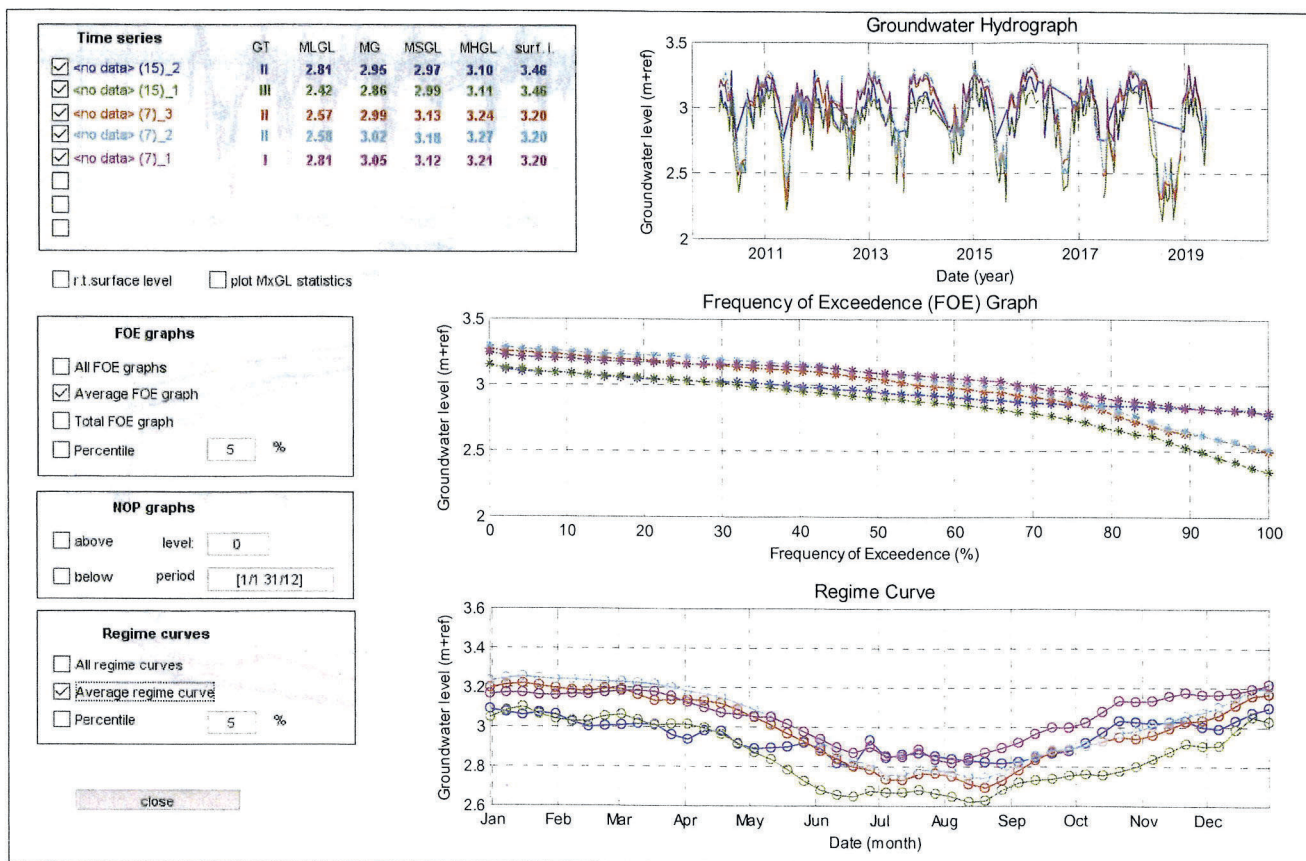 Time series GT MLGL MG MSGL MHGL surf. l.
<no data> (15)_2 II 2.81 2.95 2.97 3.10 3.46
<no data> (15)_1 III 2.42 2.86 2.99 3.11 3.46
<no data> (7)_3 II 2.57 2.99 3.13 3.24 3.20
<no data> (7)_2 II 2.58 3.02 3.18 3.27 3.20
<no data> (7)_1 I 2.81 3.05 3.12 3.21 3.20
r.t.surface level plot MxGL statistics
FOE graphs
All FOE graphs
Average FOE graph
Total FOE graph
Percentile 5 %
NOP graphs
above level: 0
below period [1/1 31/12]
Regime curves
All regime curves
Average regime curve
Percentile 5 %
close
Groundwater Hydrograph
Groundwater level (m+ref)
3.5
3
2.5
2
2011 2013 2015 2017 2019
Date (year)
Frequency of Exceedence (FOE) Graph
Groundwater level (m+ref)
3.5
3
2.5
2
0 10 20 30 40 50 60 70 80 90 100
Frequency of Exceedence (%)
Regime Curve
Groundwater level (m+ref)
3.6
3.4
3.2
3
2.8
2.6
Jan Feb Mar Apr May Jun Jul Aug Sep Oct Nov Dec
Date (month)